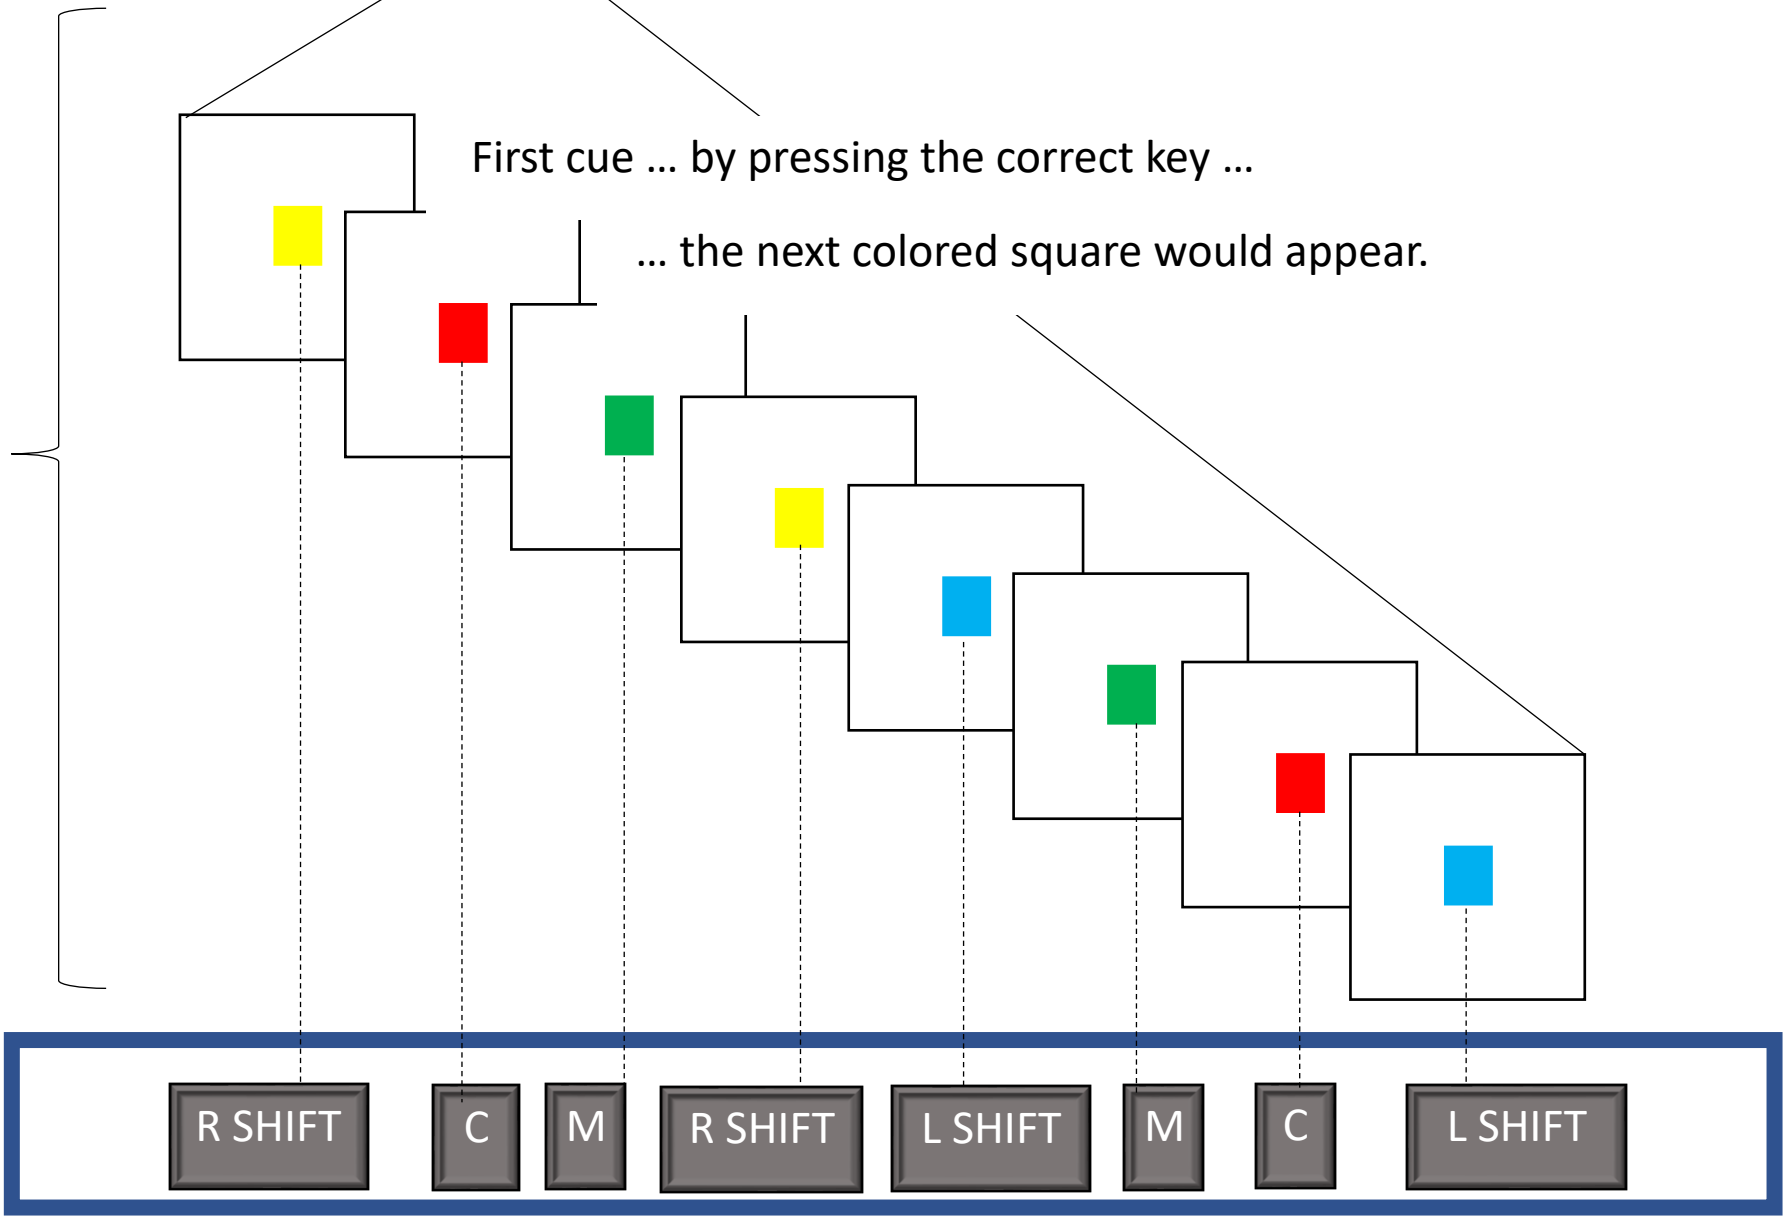 First cue … by pressing the correct key …
… the next colored square would appear.
R SHIFT C M R SHIFT L SHIFT M C L SHIFT